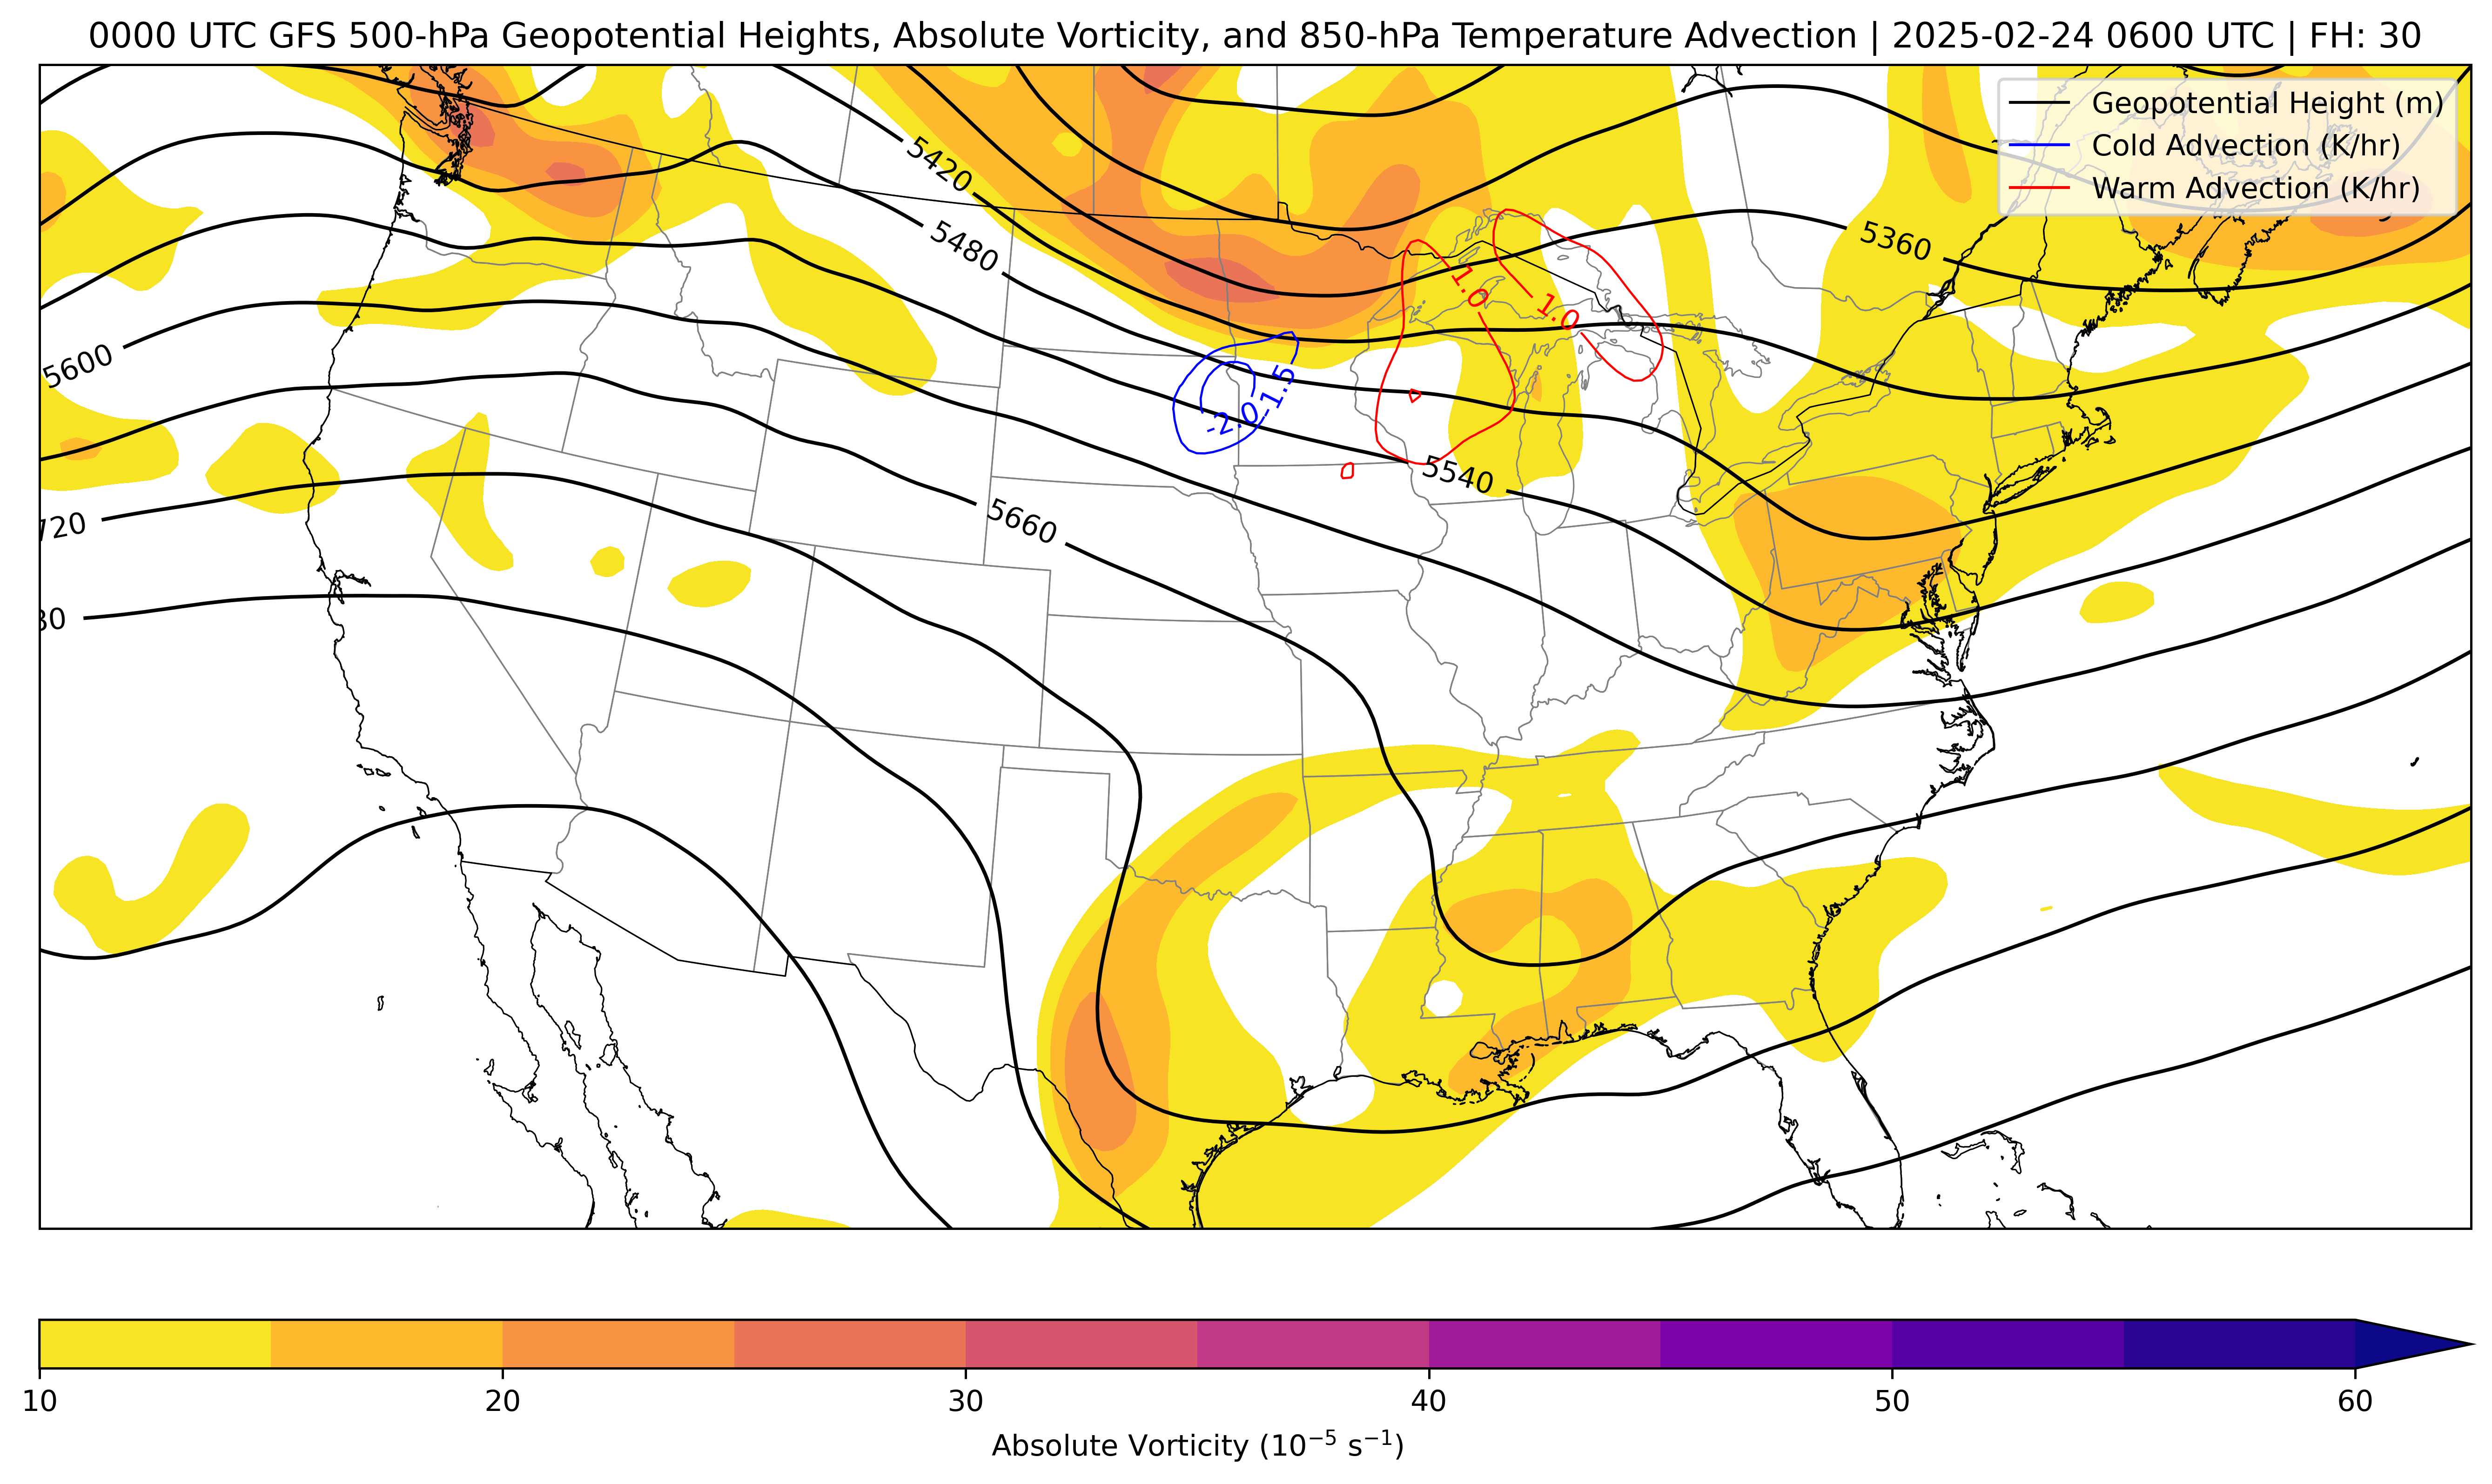 0000 UTC GFS 500-hPa Geopotential Heights, Absolute Vorticity, and 850-hPa Temperature Advection | 2025-02-24 0600 UTC | FH: 30
Geopotential Height (m)
Cold Advection (K/hr)
Warm Advection (K/hr)
5420
5480
5360
1.0
1.0
5600
-1.5
-2.0
5540
5660
720
30
10 20 30 40 50 60
Absolute Vorticity (10⁻⁵ s⁻¹)